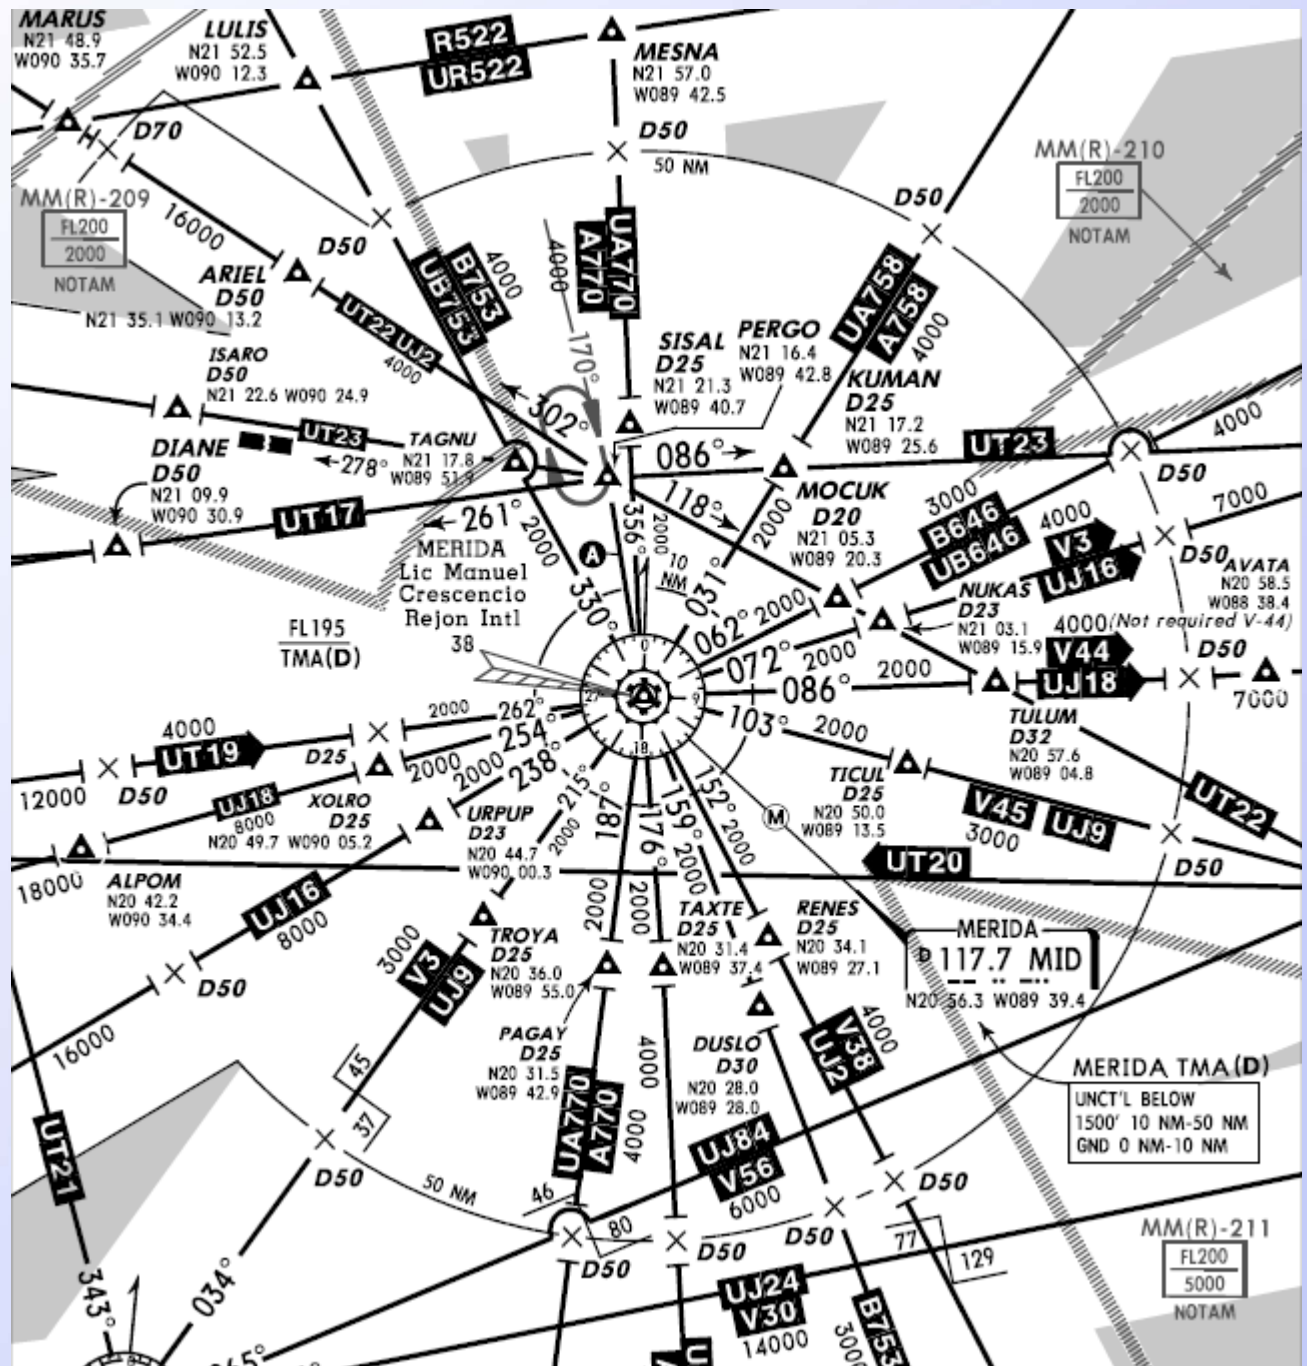 MARUS
N21 48.9
W090 35.7
LULIS
N21 52.5
W090 12.3
R522
UR522
MESNA
N21 57.0
W089 42.5
D70
D50
50 NM
MM(R)-209
FL200
2000
NOTAM
16000
D50
MM(R)-210
FL200
2000
NOTAM
D50
ARIEL
D50
N21 35.1 W090 13.2
UT22 UJ2
4000
B753
UB753
4000
4000
170°
UA770
A770
UA758
A758
4000
ISARO
D50
N21 22.6 W090 24.9
SISAL
D25
N21 21.3
W089 40.7
PERGO
N21 16.4
W089 42.8
KUMAN
D25
N21 17.2
W089 25.6
302°
UT23
278°
TAGNU
N21 17.8
W089 51.9
086°
UT23
4000
D50
DIANE
D50
N21 09.9
W090 30.9
UT17
261°
118°
2000
356°
2000
10
NM
2000
MOCUK
D20
N21 05.3
W089 20.3
3000
B646
UB646
4000
V3
UJ16
7000
D50
A
MERIDA
Lic Manuel
Crescencio
Rejon Intl
38
330°
031°
062°
2000
072°
2000
NUKAS
D23
N21 03.1
W089 15.9
AVATA
N20 58.5
W088 38.4
4000(Not required V-44)
V44
UJ18
D50
7000
FL195
TMA(D)
0
9
18
27
086°
2000
103°
2000
TULUM
D32
N20 57.6
W089 04.8
UT22
4000
UT19
12000
D50
D25
2000
262°
254°
2000
238°
2000
215°
2000
UJ18
8000
XOLRO
D25
N20 49.7 W090 05.2
URPUP
D23
N20 44.7
W090 00.3
187°
176°
159°
152°
2000
2000
2000
2000
M
TICUL
D25
N20 50.0
W089 13.5
V45
UJ9
3000
UT20
D50
18000
ALPOM
N20 42.2
W090 34.4
UJ16
8000
D50
16000
3000
V3
UJ9
TROYA
D25
N20 36.0
W089 55.0
TAXTE
D25
N20 31.4
W089 37.4
RENES
D25
N20 34.1
W089 27.1
MERIDA
D 117.7 MID
N20 56.3 W089 39.4
PAGAY
D25
N20 31.5
W089 42.9
4000
4000
DUSLO
D30
N20 28.0
W089 28.0
V38
UJ2
4000
MERIDA TMA(D)
UNCT'L BELOW
1500' 10 NM-50 NM
GND 0 NM-10 NM
45
37
D50
50 NM
UT21
UA770
A770
UJ84
V56
6000
46
80
D50
D50
D50
D50
77
129
MM(R)-211
FL200
5000
NOTAM
343°
034°
UJ24
V30
14000
B753
3000